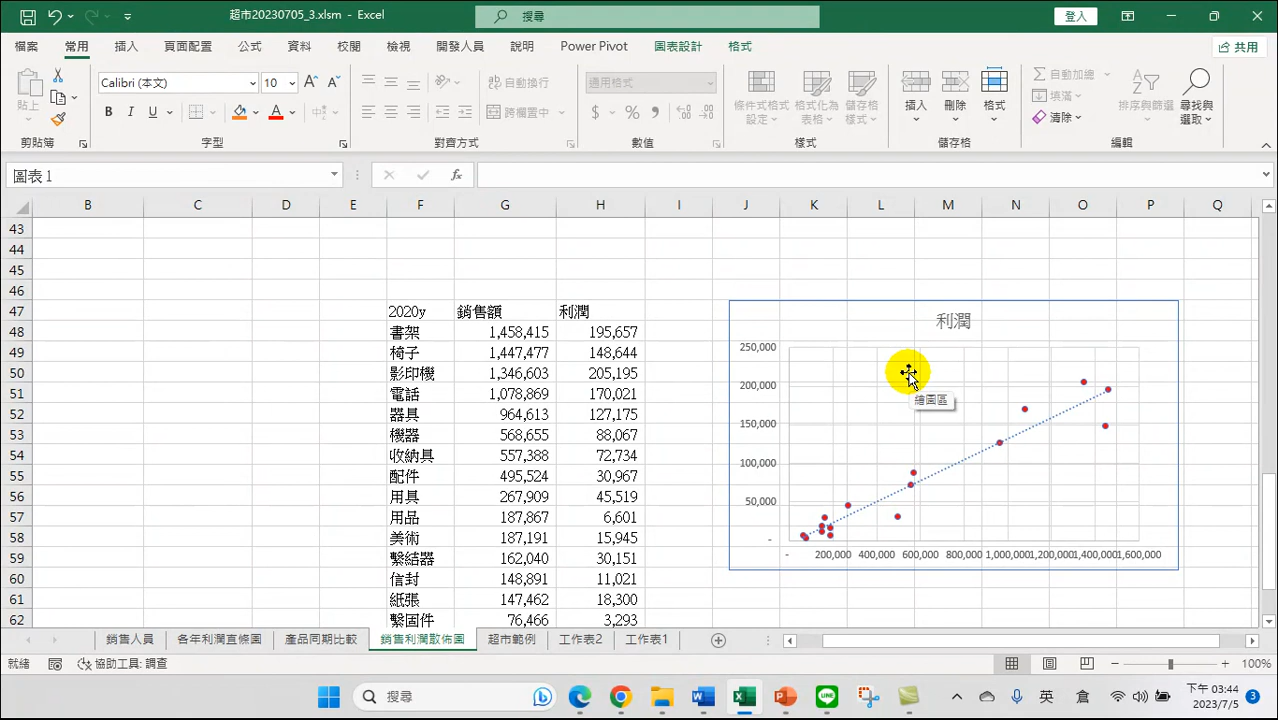 超市20230705_3.xlsm - Excel
搜尋
登入
檔案 常用 插入 頁面配置 公式 資料 校閱 檢視 開發人員 說明 Power Pivot 圖表設計 格式
共用
貼上
Calibri (本文) 10
B I U
自動換行
跨欄置中
通用格式
條件式格式設定
格式化為表格
儲存格樣式
插入 刪除 格式
自動加總
填滿
清除
排序與篩選
尋找與選取
剪貼簿 字型 對齊方式 數值 樣式 儲存格 編輯
圖表 1
fx
B C D E F G H I J K L M N O P Q
43
44
45
46
47 2020y 銷售額 利潤
48 書架 1,458,415 195,657
49 椅子 1,447,477 148,644
50 影印機 1,346,603 205,195
51 電話 1,078,869 170,021
52 器具 964,613 127,175
53 機器 568,655 88,067
54 收納具 557,388 72,734
55 配件 495,524 30,967
56 用具 267,909 45,519
57 用品 187,867 6,601
58 美術 187,191 15,945
59 繫結器 162,040 30,151
60 信封 148,891 11,021
61 紙張 147,462 18,300
62 繫固件 76,466 3,293
利潤
250,000
200,000
150,000
100,000
50,000
-
- 200,000 400,000 600,000 800,000 1,000,000 1,200,000 1,400,000 1,600,000
繪圖區
銷售人員 各年利潤直條圖 產品同期比較 銷售利潤散佈圖 超市範例 工作表2 工作表1
就緒 協助工具: 調查
100%
搜尋
英 倉
下午 03:44
2023/7/5
3